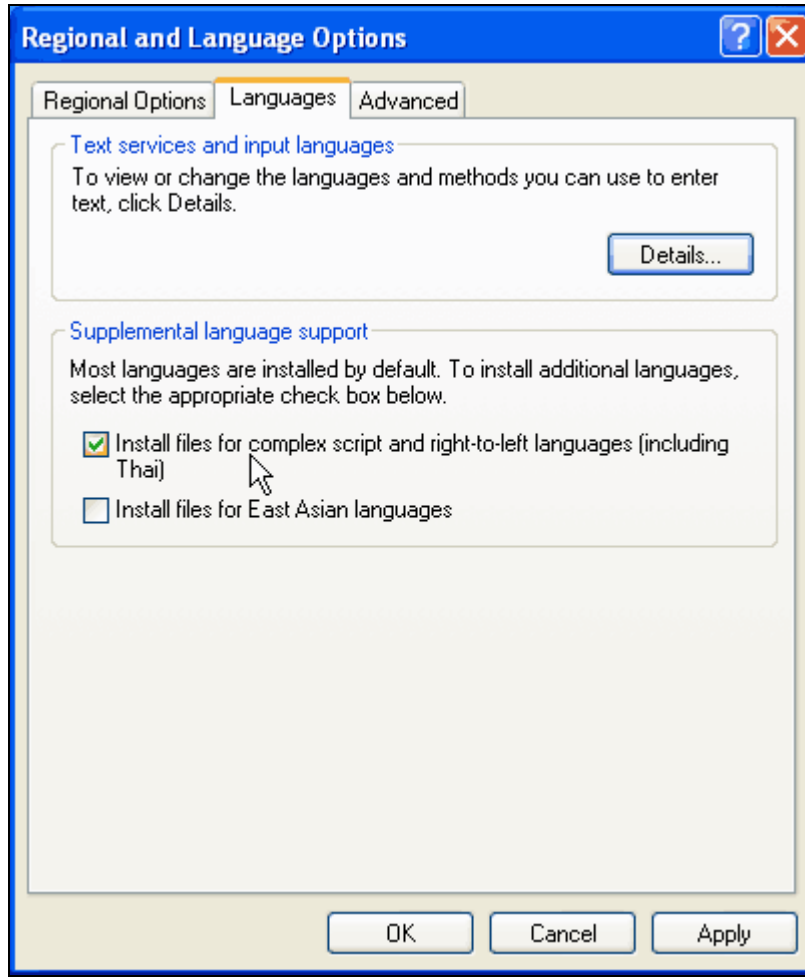 Regional and Language Options
Regional Options
Languages
Advanced
Text services and input languages
To view or change the languages and methods you can use to enter
text, click Details.
Details...
Supplemental language support
Most languages are installed by default. To install additional languages,
select the appropriate check box below.
Install files for complex script and right-to-left languages (including
Thai)
Install files for East Asian languages
OK
Cancel
Apply